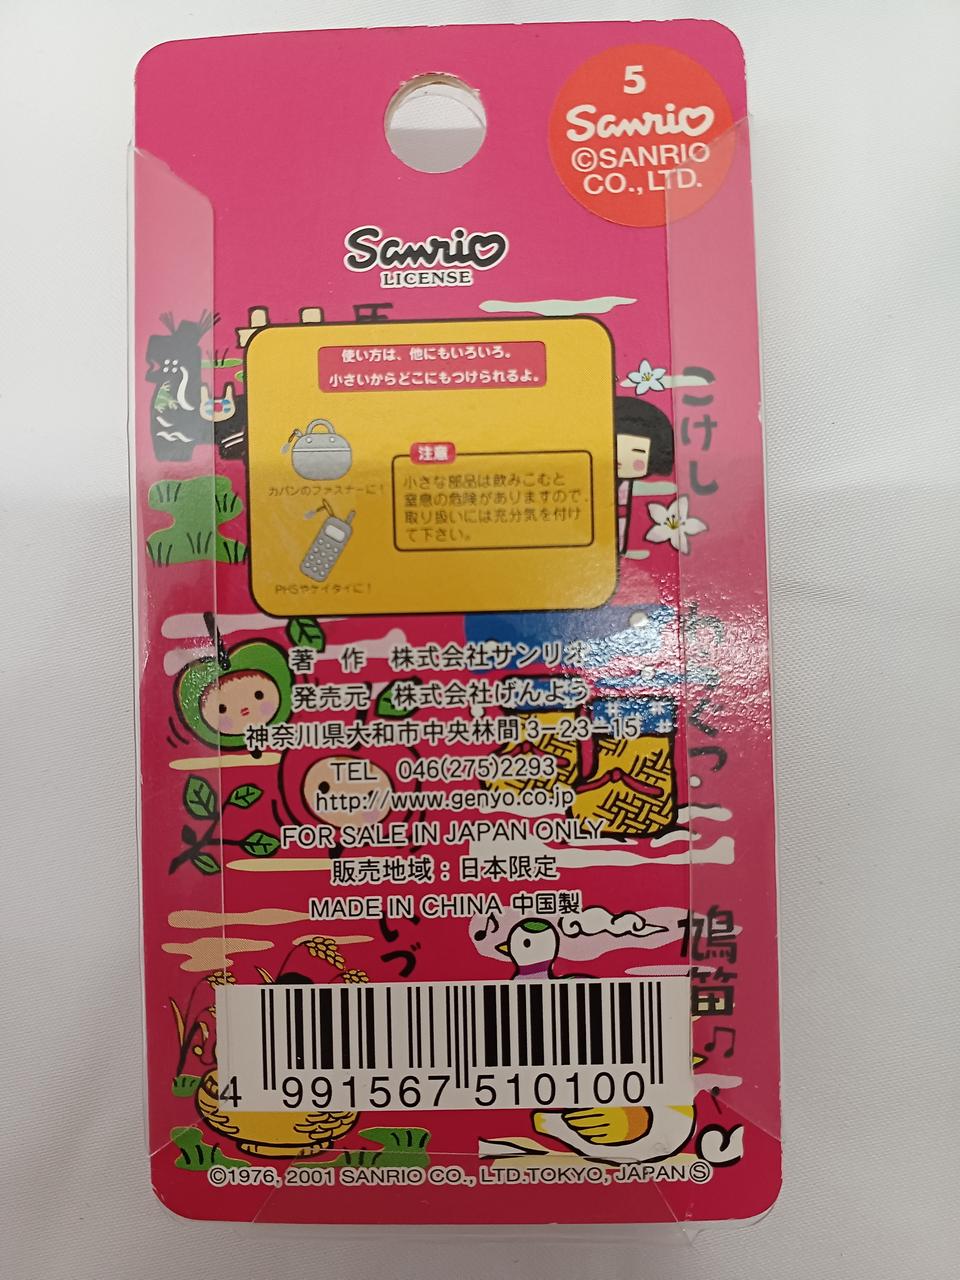 5
Sanrio
©SANRIO
CO., LTD.
Sanrio
LICENSE
使い方は、他にもいろいろ。
小さいからどこにもつけられるよ。
カバンのファスナーに!
PHSやケイタイに!
注意
小さな部品は飲みこむと
窒息の危険がありますので、
取り扱いには充分気を付け
て下さい。
こけし
著 作 株式会社サンリオ
発売元 株式会社げんよう
神奈川県大和市中央林間3-23-15
TEL 046(275)2293
http://www.genyo.co.jp
FOR SALE IN JAPAN ONLY
販売地域:日本限定
MADE IN CHINA 中国製
いづ
鳩笛
4 991567 510100
©1976, 2001 SANRIO CO., LTD.TOKYO, JAPAN Ⓢ